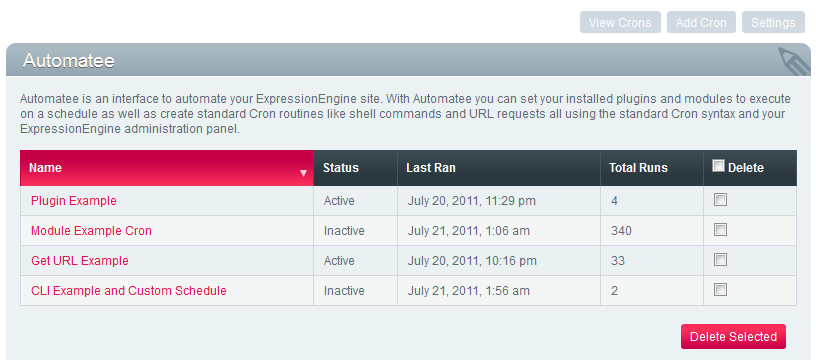 View Crons Add Cron Settings
Automatee
Automatee is an interface to automate your ExpressionEngine site. With Automatee you can set your installed plugins and modules to execute
on a schedule as well as create standard Cron routines like shell commands and URL requests all using the standard Cron syntax and your
ExpressionEngine administration panel.
Name Status Last Ran Total Runs Delete
Plugin Example Active July 20, 2011, 11:29 pm 4
Module Example Cron Inactive July 21, 2011, 1:06 am 340
Get URL Example Active July 20, 2011, 10:16 pm 33
CLI Example and Custom Schedule Inactive July 21, 2011, 1:56 am 2
Delete Selected